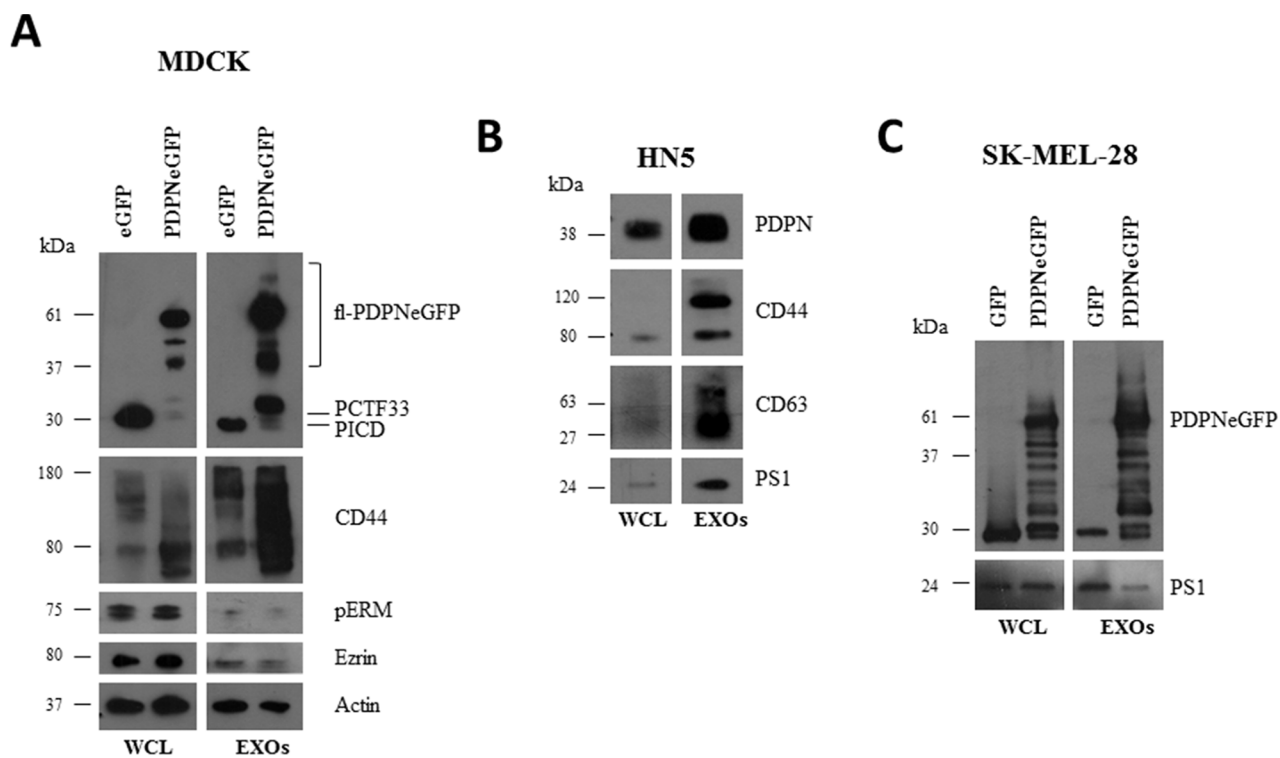 A
MDCK
eGFP
PDPNeGFP
eGFP
PDPNeGFP
kDa
61
37
30
fl-PDPNeGFP
PCTF33
PICD
180
80
CD44
75
pERM
80
Ezrin
37
Actin
WCL
EXOs
B
HN5
kDa
38
PDPN
120
80
CD44
63
27
CD63
24
PS1
WCL
EXOs
C
SK-MEL-28
GFP
PDPNeGFP
GFP
PDPNeGFP
kDa
61
37
30
PDPNeGFP
24
PS1
WCL
EXOs